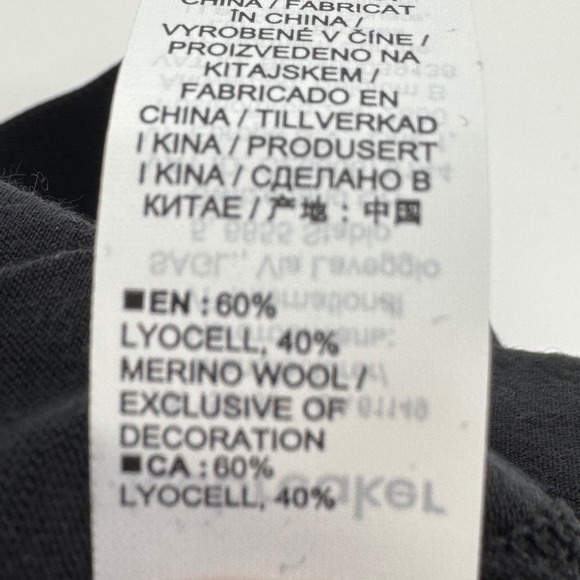 CHINA / FABRICAT
ÎN CHINA /
VYROBENÉ V ČÍNE /
PROIZVEDENO NA
KITAJSKEM /
FABRICADO EN
CHINA / TILLVERKAD
I KINA / PRODUSERT
I KINA / СДЕЛАНО В
КИТАЕ / 产地：中国
■EN : 60%
LYOCELL, 40%
MERINO WOOL /
EXCLUSIVE OF
DECORATION
■CA : 60%
LYOCELL, 40%